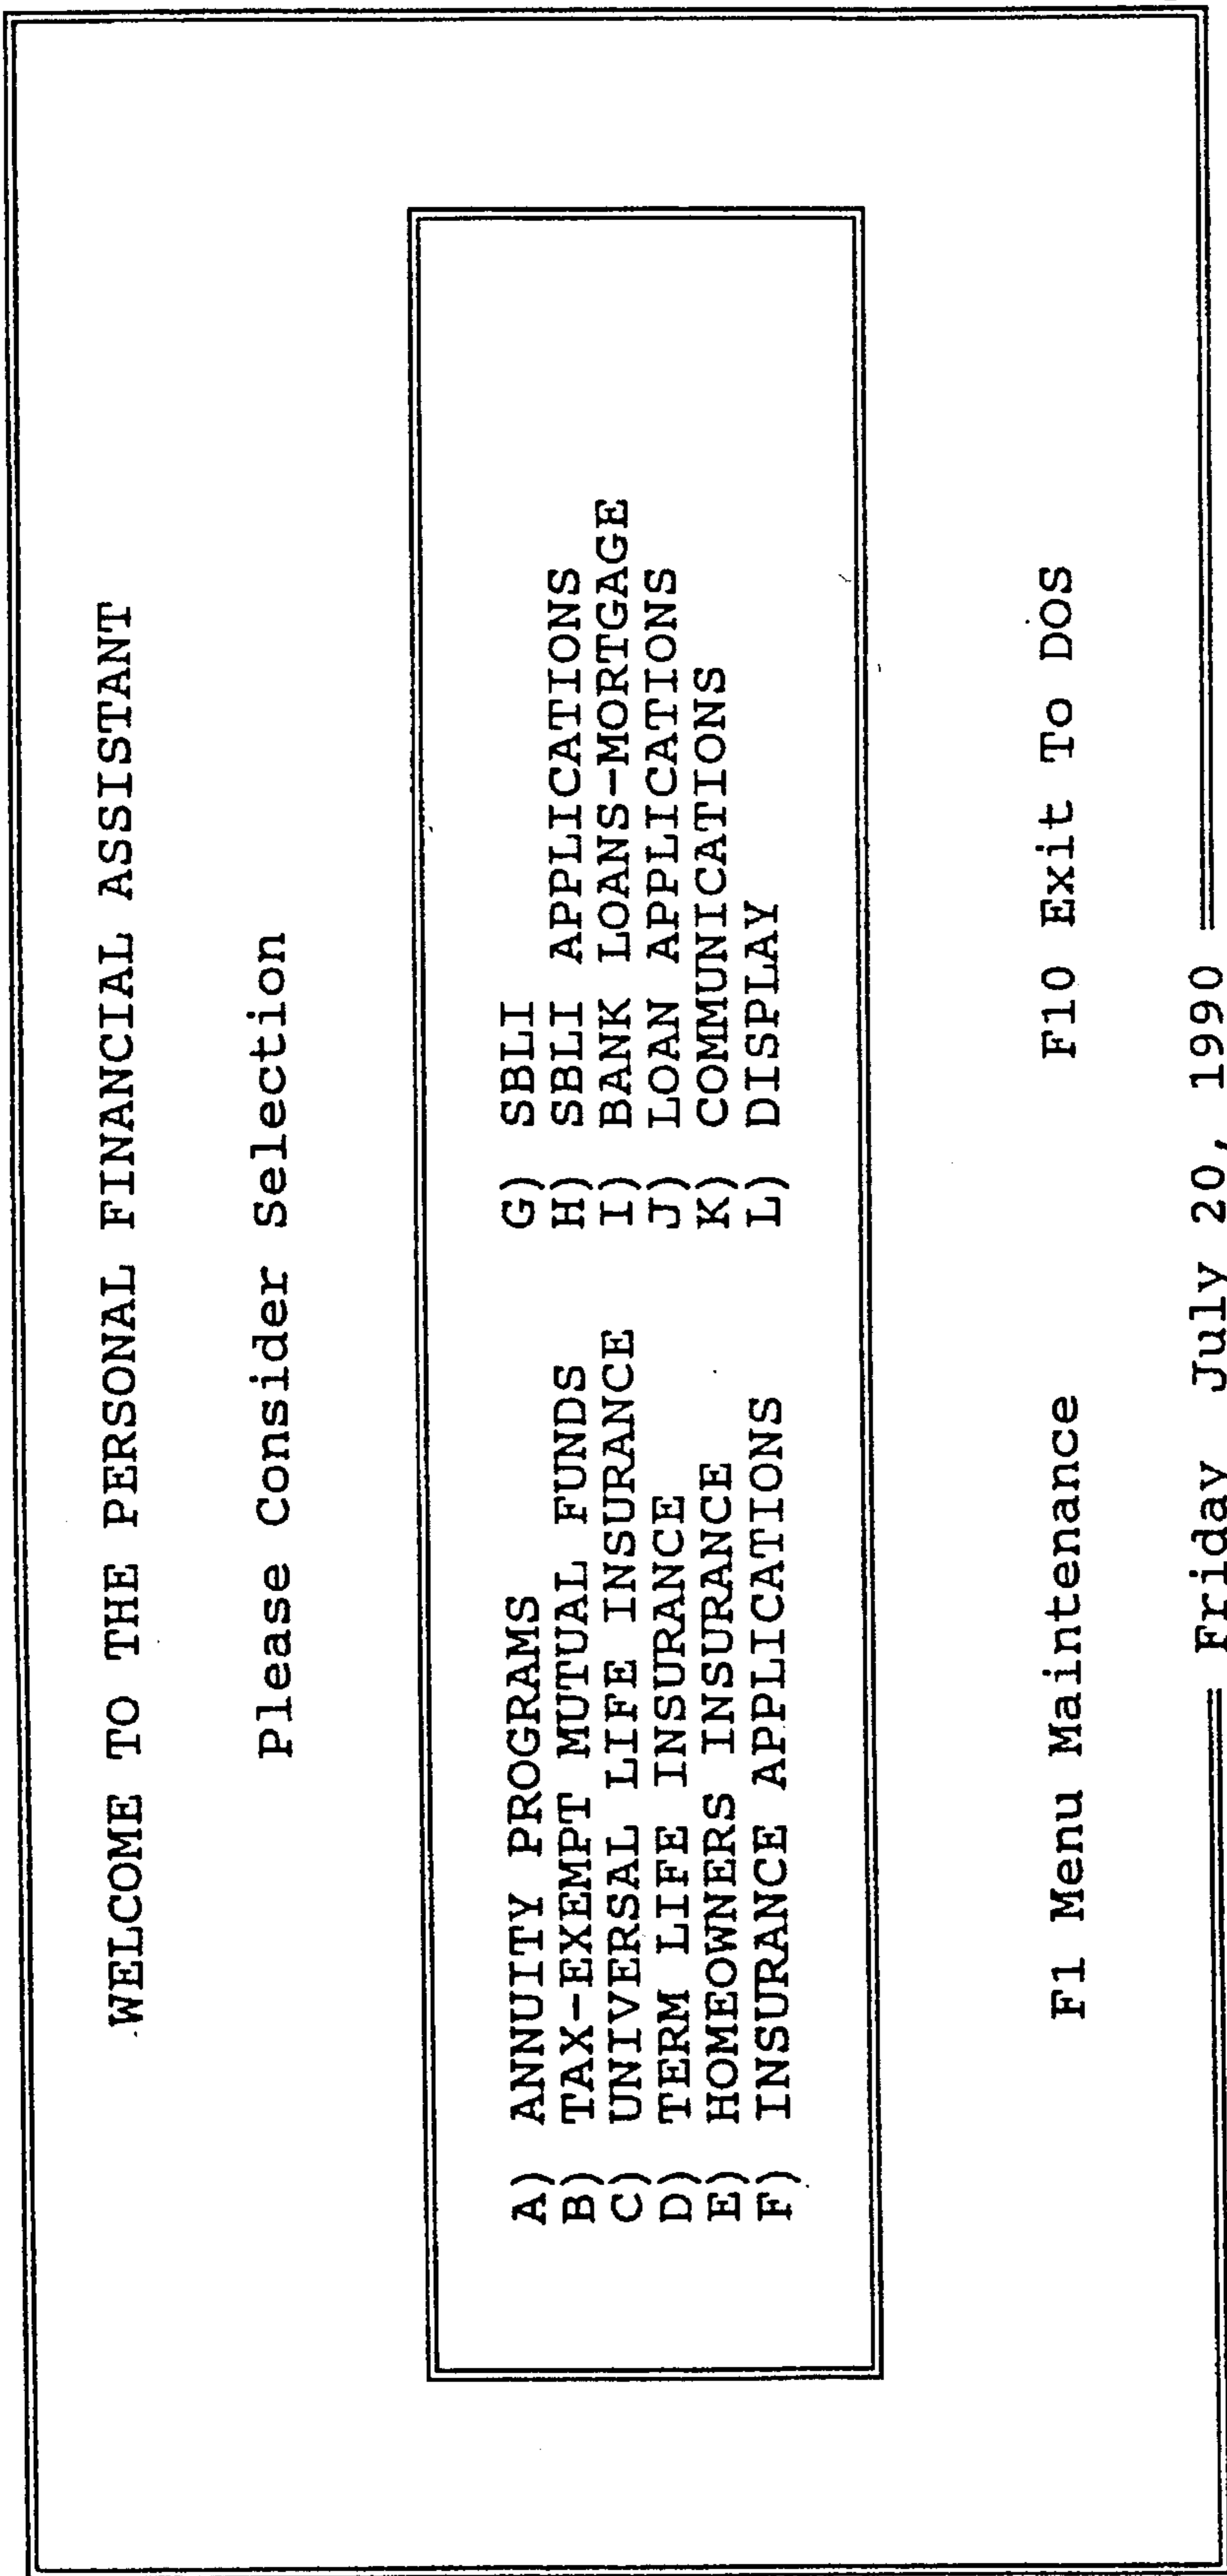 WELCOME TO THE PERSONAL FINANCIAL ASSISTANT
Please Consider Selection
A) ANNUITY PROGRAMS G) SBLI
B) TAX-EXEMPT MUTUAL FUNDS H) SBLI APPLICATIONS
C) UNIVERSAL LIFE INSURANCE I) BANK LOANS-MORTGAGE
D) TERM LIFE INSURANCE J) LOAN APPLICATIONS
E) HOMEOWNERS INSURANCE K) COMMUNICATIONS
F) INSURANCE APPLICATIONS L) DISPLAY
F1 Menu Maintenance F10 Exit To DOS
Friday July 20, 1990